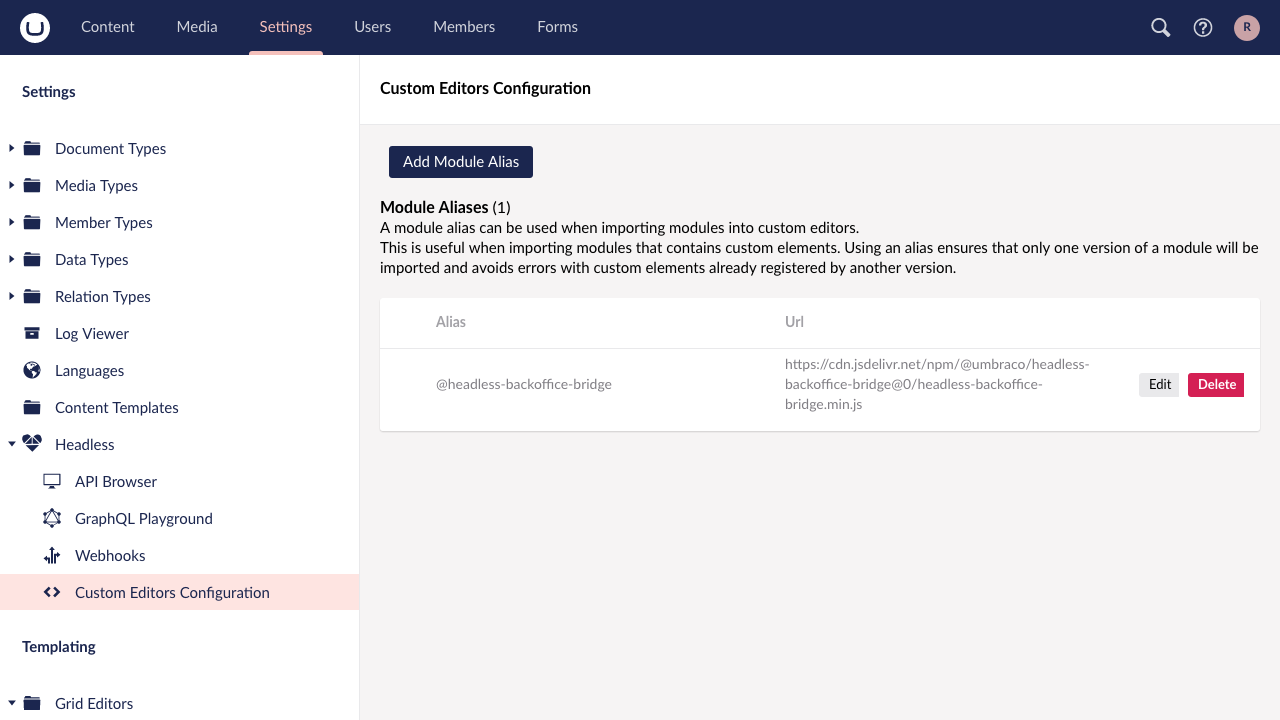 Content
Media
Settings
Users
Members
Forms
R
Settings
Document Types
Media Types
Member Types
Data Types
Relation Types
Log Viewer
Languages
Content Templates
Headless
API Browser
GraphQL Playground
Webhooks
Custom Editors Configuration
Templating
Grid Editors
Custom Editors Configuration
Add Module Alias
Module Aliases (1)
A module alias can be used when importing modules into custom editors.
This is useful when importing modules that contains custom elements. Using an alias ensures that only one version of a module will be
imported and avoids errors with custom elements already registered by another version.
Alias
Url
@headless-backoffice-bridge
https://cdn.jsdelivr.net/npm/@umbraco/headless-
backoffice-bridge@0/headless-backoffice-
bridge.min.js
Edit
Delete